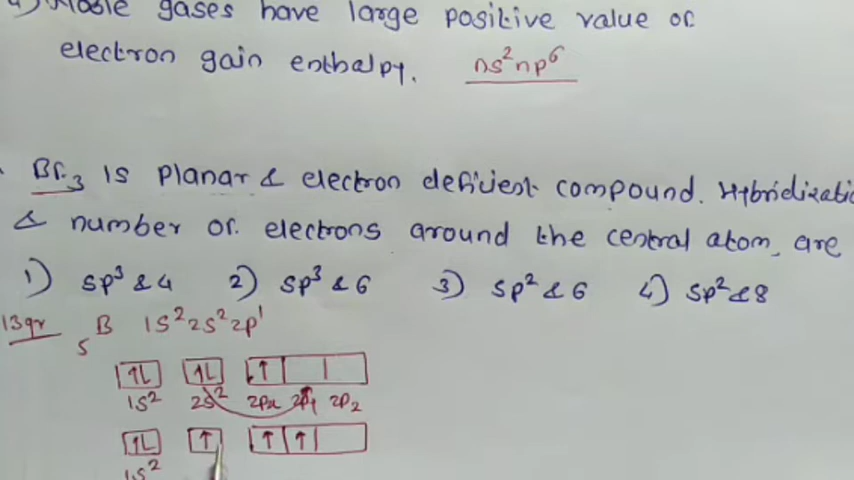 gases have large positive value of
electron gain enthalpy. ns²np⁶
BF₃ is planar & electron deficient compound. Hybridizatio
& number of electrons around the central atom, are
1) sp³ & 4 2) sp³ & 6 3) sp² & 6 4) sp² & 8
13gr ₅B 1s²2s²2p¹
↑↓ ↑↓ ↑
1s² 2s² 2px 2py 2pz
↑↓ ↑ ↑ ↑
1s²